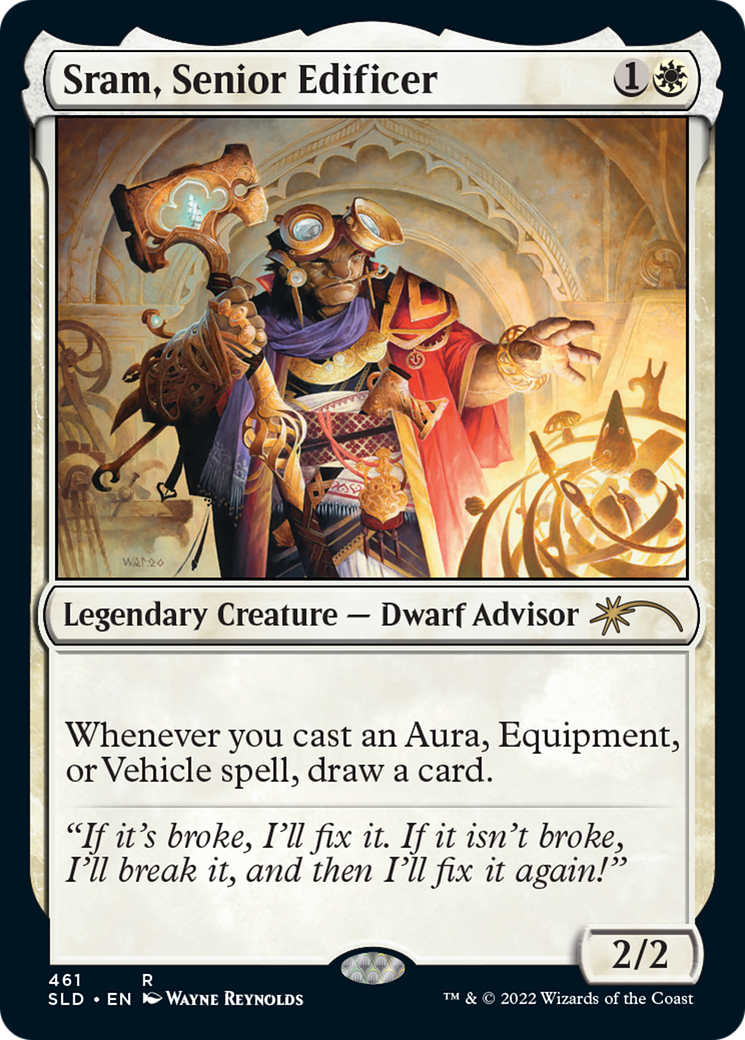 Sram, Senior Edificer
1
Legendary Creature — Dwarf Advisor
Whenever you cast an Aura, Equipment,
or Vehicle spell, draw a card.
“If it’s broke, I’ll fix it. If it isn’t broke,
I’ll break it, and then I’ll fix it again!”
2/2
461 R
SLD • EN Wayne Reynolds
™ & © 2022 Wizards of the Coast